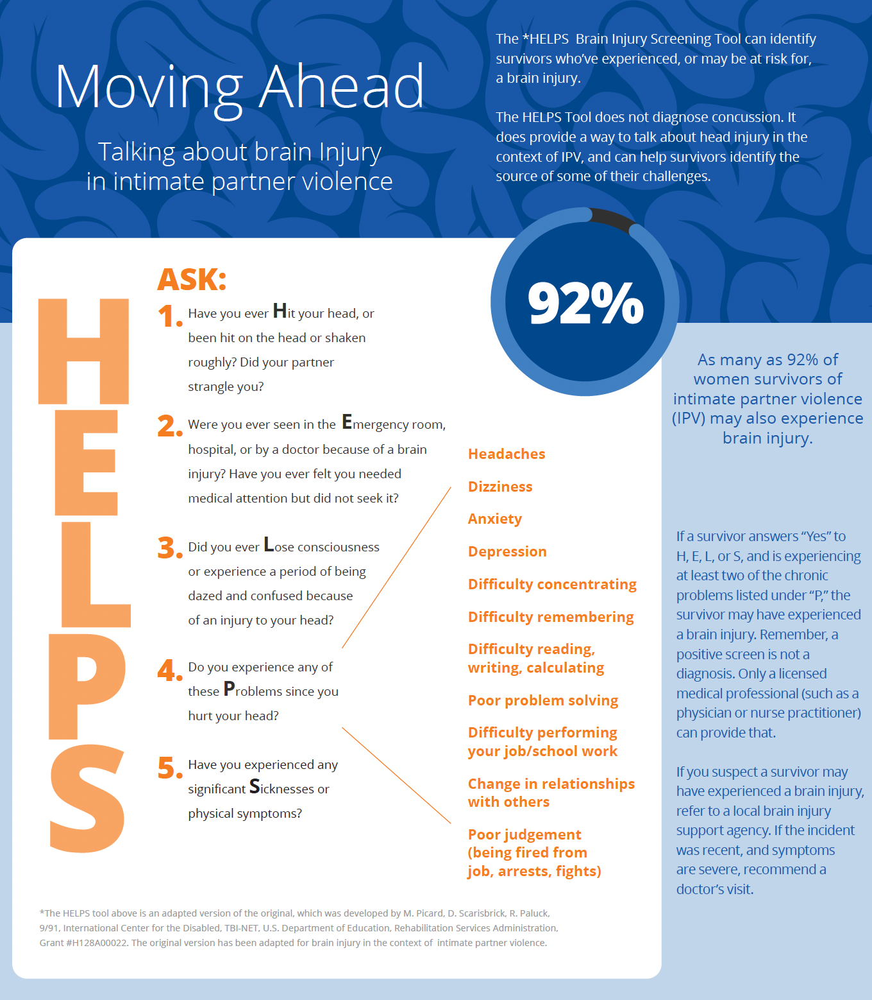 Moving Ahead
Talking about brain Injury
in intimate partner violence
The *HELPS Brain Injury Screening Tool can identify
survivors who've experienced, or may be at risk for,
a brain injury.
The HELPS Tool does not diagnose concussion. It
does provide a way to talk about head injury in the
context of IPV, and can help survivors identify the
source of some of their challenges.
92%
As many as 92% of
women survivors of
intimate partner violence
(IPV) may also experience
brain injury.
H
E
L
P
S
ASK:
1. Have you ever Hit your head, or
been hit on the head or shaken
roughly? Did your partner
strangle you?
2. Were you ever seen in the Emergency room,
hospital, or by a doctor because of a brain
injury? Have you ever felt you needed
medical attention but did not seek it?
3. Did you ever Lose consciousness
or experience a period of being
dazed and confused because
of an injury to your head?
4. Do you experience any of
these Problems since you
hurt your head?
5. Have you experienced any
significant Sicknesses or
physical symptoms?
Headaches
Dizziness
Anxiety
Depression
Difficulty concentrating
Difficulty remembering
Difficulty reading,
writing, calculating
Poor problem solving
Difficulty performing
your job/school work
Change in relationships
with others
Poor judgement
(being fired from
job, arrests, fights)
If a survivor answers “Yes” to
H, E, L, or S, and is experiencing
at least two of the chronic
problems listed under “P,” the
survivor may have experienced
a brain injury. Remember, a
positive screen is not a
diagnosis. Only a licensed
medical professional (such as a
physician or nurse practitioner)
can provide that.
If you suspect a survivor may
have experienced a brain injury,
refer to a local brain injury
support agency. If the incident
was recent, and symptoms
are severe, recommend a
doctor's visit.
*The HELPS tool above is an adapted version of the original, which was developed by M. Picard, D. Scarisbrick, R. Paluck,
9/91, International Center for the Disabled, TBI-NET, U.S. Department of Education, Rehabilitation Services Administration,
Grant #H128A00022. The original version has been adapted for brain injury in the context of intimate partner violence.